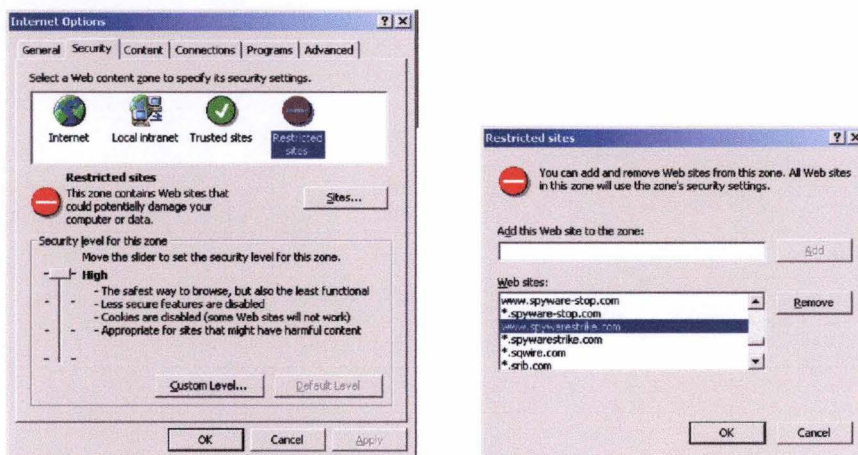 Internet Options
General Security Content Connections Programs Advanced
Select a Web content zone to specify its security settings.
Internet Local intranet Trusted sites Restricted sites
Restricted sites
This zone contains Web sites that
could potentially damage your
computer or data.
Sites...
Security level for this zone
Move the slider to set the security level for this zone.
High
- The safest way to browse, but also the least functional
- Less secure features are disabled
- Cookies are disabled (some Web sites will not work)
- Appropriate for sites that might have harmful content
Custom Level... Default Level
OK Cancel Apply
Restricted sites
You can add and remove Web sites from this zone. All Web sites
in this zone will use the zone's security settings.
Add this Web site to the zone:
Add
Web sites:
www.spyware-stop.com
*.spyware-stop.com
www.spywarestrike.com
*.spywarestrike.com
*.sqwire.com
*.srib.com
Remove
OK Cancel